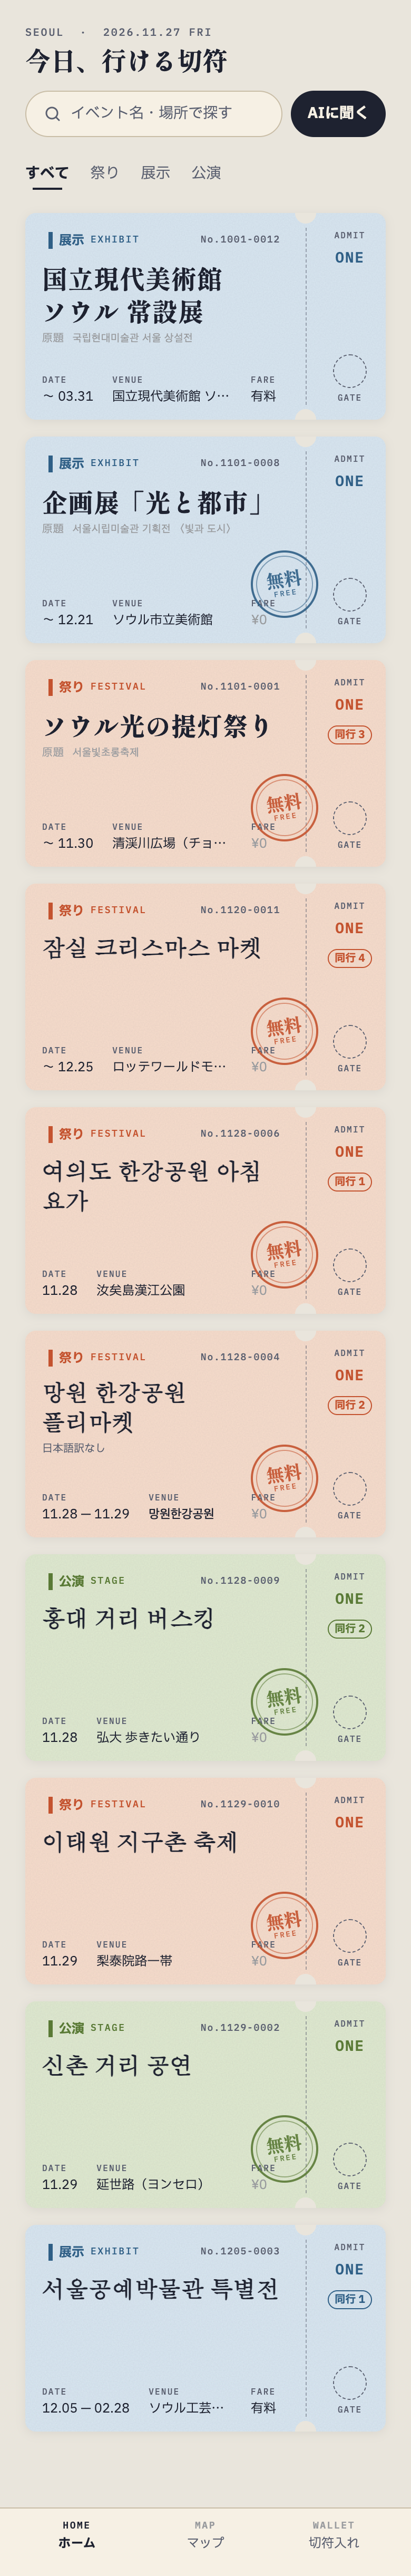 SEOUL · 2026.11.27 FRI
今日、行ける切符
イベント名・場所で探す
AIに聞く
すべて 祭り 展示 公演
展示 EXHIBIT No.1001-0012
ADMIT
ONE
国立現代美術館
ソウル 常設展
原題 국립현대미술관 서울 상설전
DATE VENUE FARE
〜 03.31 国立現代美術館 ソ… 有料
GATE
展示 EXHIBIT No.1101-0008
ADMIT
ONE
企画展「光と都市」
原題 서울시립미술관 기획전 〈빛과 도시〉
無料
FREE
DATE VENUE FARE
〜 12.21 ソウル市立美術館 ¥0
GATE
祭り FESTIVAL No.1101-0001
ADMIT
ONE
同行 3
ソウル光の提灯祭り
原題 서울빛초롱축제
無料
FREE
DATE VENUE FARE
〜 11.30 清渓川広場（チョ… ¥0
GATE
祭り FESTIVAL No.1120-0011
ADMIT
ONE
同行 4
잠실 크리스마스 마켓
無料
FREE
DATE VENUE FARE
〜 12.25 ロッテワールドモ… ¥0
GATE
祭り FESTIVAL No.1128-0006
ADMIT
ONE
同行 1
여의도 한강공원 아침
요가
無料
FREE
DATE VENUE FARE
11.28 汝矣島漢江公園 ¥0
GATE
祭り FESTIVAL No.1128-0004
ADMIT
ONE
同行 2
망원 한강공원
플리마켓
日本語訳なし
無料
FREE
DATE VENUE FARE
11.28 — 11.29 망원한강공원 ¥0
GATE
公演 STAGE No.1128-0009
ADMIT
ONE
同行 2
홍대 거리 버스킹
無料
FREE
DATE VENUE FARE
11.28 弘大 歩きたい通り ¥0
GATE
祭り FESTIVAL No.1129-0010
ADMIT
ONE
이태원 지구촌 축제
無料
FREE
DATE VENUE FARE
11.29 梨泰院路一帯 ¥0
GATE
公演 STAGE No.1129-0002
ADMIT
ONE
신촌 거리 공연
無料
FREE
DATE VENUE FARE
11.29 延世路（ヨンセロ） ¥0
GATE
展示 EXHIBIT No.1205-0003
ADMIT
ONE
同行 1
서울공예박물관 특별전
DATE VENUE FARE
12.05 — 02.28 ソウル工芸… 有料
GATE
HOME MAP WALLET
ホーム マップ 切符入れ